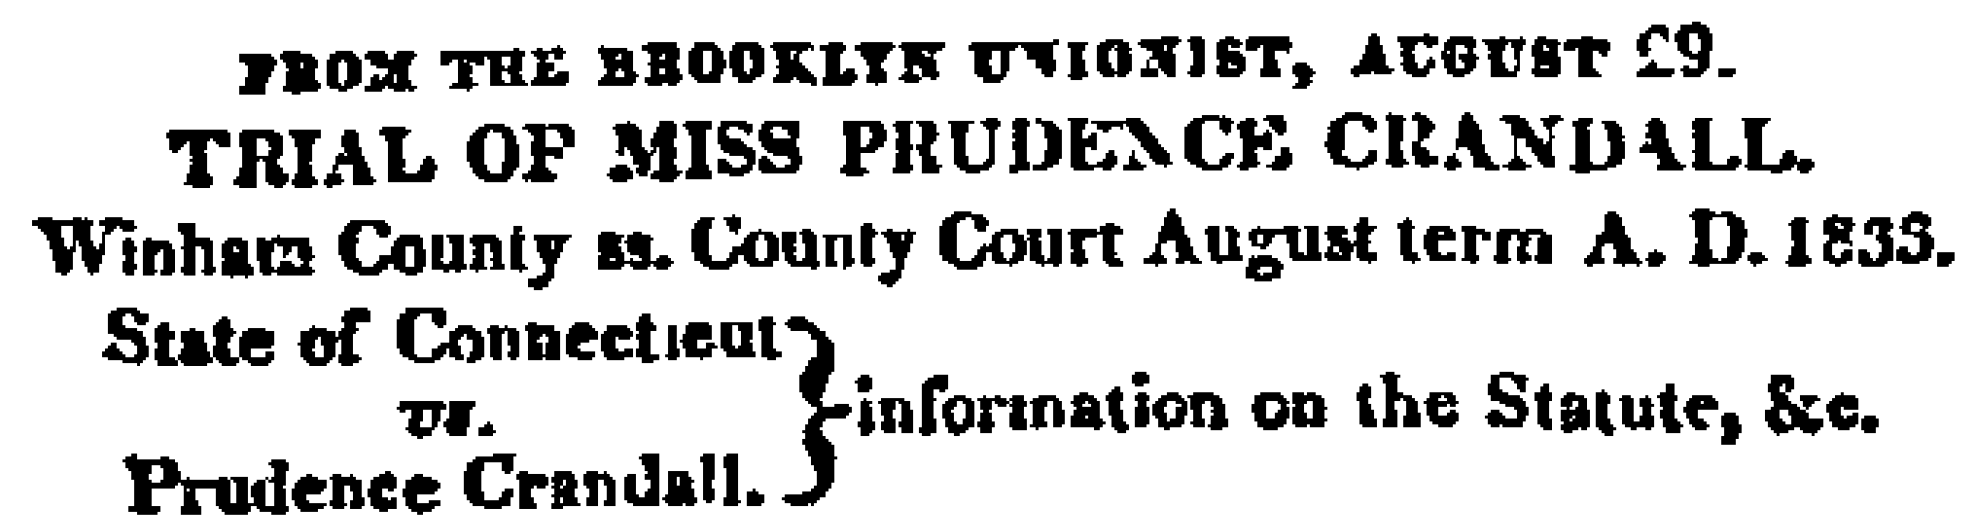 FROM THE BROOKLYN UNIONIST, AUGUST 29.
TRIAL OF MISS PRUDENCE CRANDALL.
Winham County ss. County Court August term A. D. 1833.
State of Connecticut
vs.
Prudence Crandall.
information on the Statute, &c.